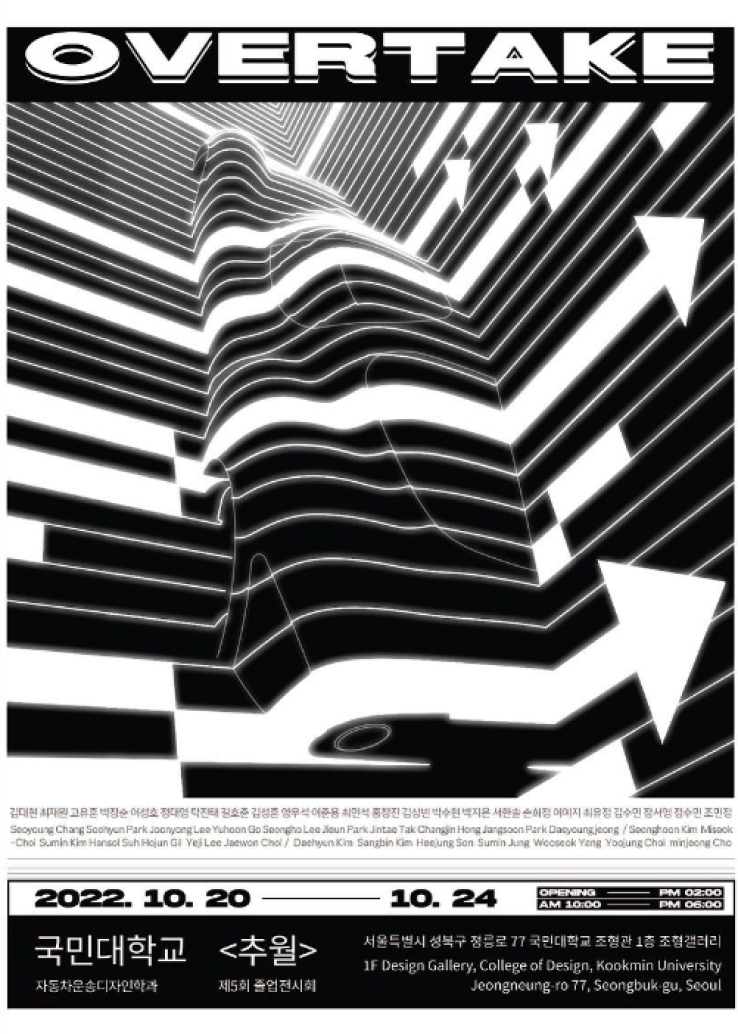 OVERTAKE
김대현 최재원 고유훈 박장순 이성호 정대영 탁진태 길호준 김성훈 양우석 이준용 최민석 홍창진 김상빈 박수현 박지은 서한솔 손희정 이예지 최유정 김수민 장서영 정수민 조민정
Seoyoung Chang Soohyun Park Joonyong Lee Yuhoon Go Seongho Lee Jieun Park Jintae Tak Changjin Hong Jangsoon Park Daeyoungjeong / Seonghoon Kim Miseok
-Choi Sumin Kim Hansol Suh Hojun Gil Yeji Lee Jaewon Choi / Daehyun Kim Sangbin Kim Heejung Son Sumin Jung Wooseok Yang Yoojung Choi minjeong Cho
2022. 10. 20 ——— 10. 24
OPENING ——— PM 02:00
AM 10:00 ——— PM 06:00
국민대학교 <추월>
자동차운송디자인학과 제5회 졸업전시회
서울특별시 성북구 정릉로 77 국민대학교 조형관 1층 조형갤러리
1F Design Gallery, College of Design, Kookmin University
Jeongneung-ro 77, Seongbuk-gu, Seoul